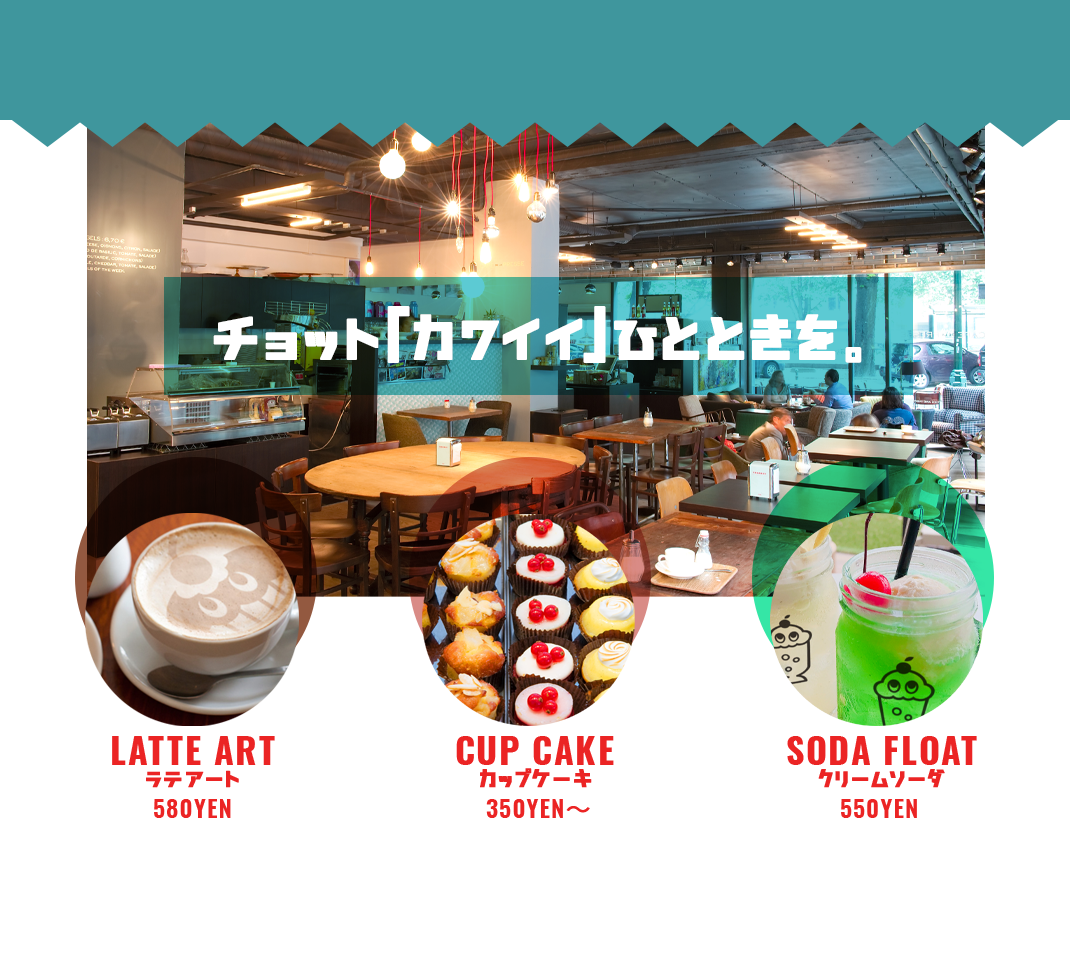 チョット「カワイイ」ひとときを。
LATTE ART
ラテアート
580YEN
CUP CAKE
カップケーキ
350YEN〜
SODA FLOAT
クリームソーダ
550YEN